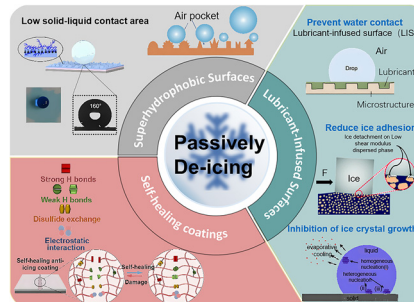 Low solid-liquid contact area
Air pocket
160°
Superhydrophobic Surfaces
Prevent water contact
Lubricant-infused surface (LIS
Air
Drop
Lubricant
Microstructure
Reduce ice adhesion
Ice detachment on Low
shear modulus
dispersed phase
F
Ice
Lubricant-Infused Surfaces
Passively
De-icing
Self-healing coatings
Strong H bonds
Weak H bonds
Disulfide exchange
Electrostatic
interaction
Self-healing anti-
icing coating
Self-healing
Damage
Inhibition of ice crystal growth
evaporative
cooling
liquid
homogeneous
nucleation(i)
heterogeneous
nucleation